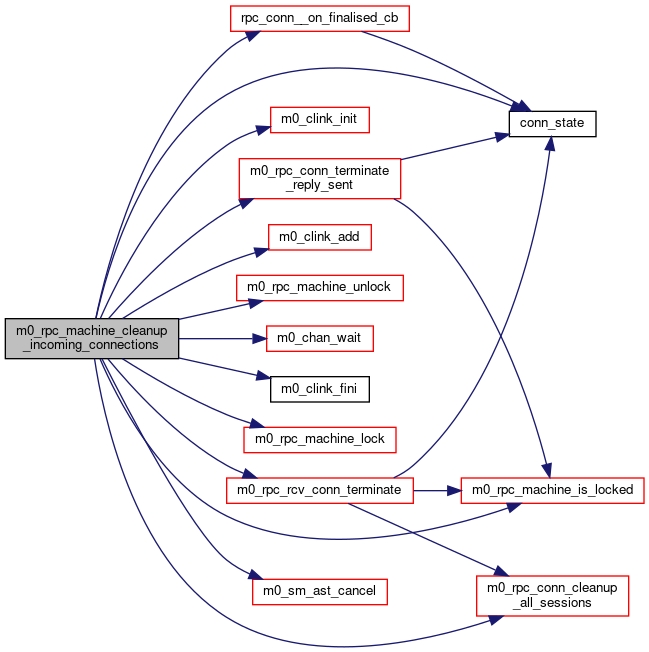 rpc_conn__on_finalised_cb
conn_state
m0_clink_init
m0_rpc_conn_terminate
_reply_sent
m0_clink_add
m0_rpc_machine_unlock
m0_rpc_machine_cleanup
_incoming_connections
m0_chan_wait
m0_clink_fini
m0_rpc_machine_lock
m0_rpc_rcv_conn_terminate
m0_rpc_machine_is_locked
m0_sm_ast_cancel
m0_rpc_conn_cleanup
_all_sessions